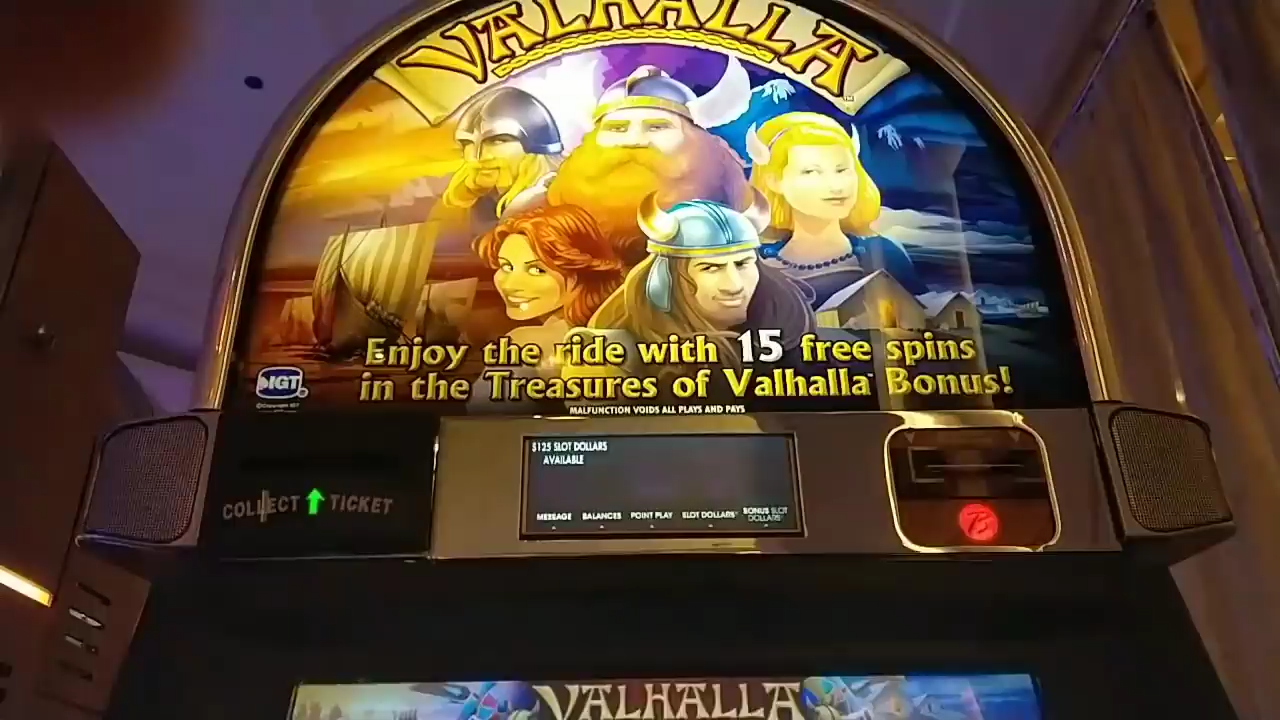 VALHALLA
Enjoy the ride with 15 free spins
in the Treasures of Valhalla Bonus!
IGT
MALFUNCTION VOIDS ALL PLAYS AND PAYS
$125 SLOT DOLLARS
AVAILABLE
COLLECT TICKET
MESSAGE BALANCES POINT PLAY SLOT DOLLARS BONUS SLOT DOLLARS
B
VALHALLA